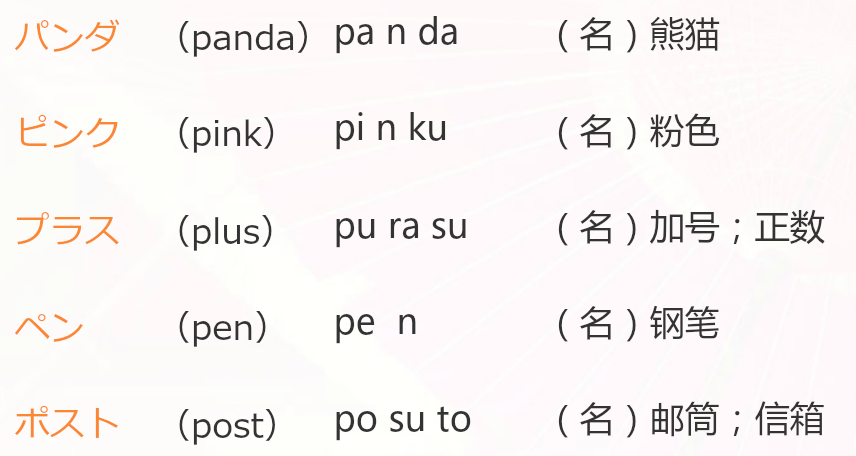 パンダ （panda） pa n da （名）熊猫
ピンク （pink） pi n ku （名）粉色
プラス （plus） pu ra su （名）加号；正数
ペン （pen） pe n （名）钢笔
ポスト （post） po su to （名）邮筒；信箱